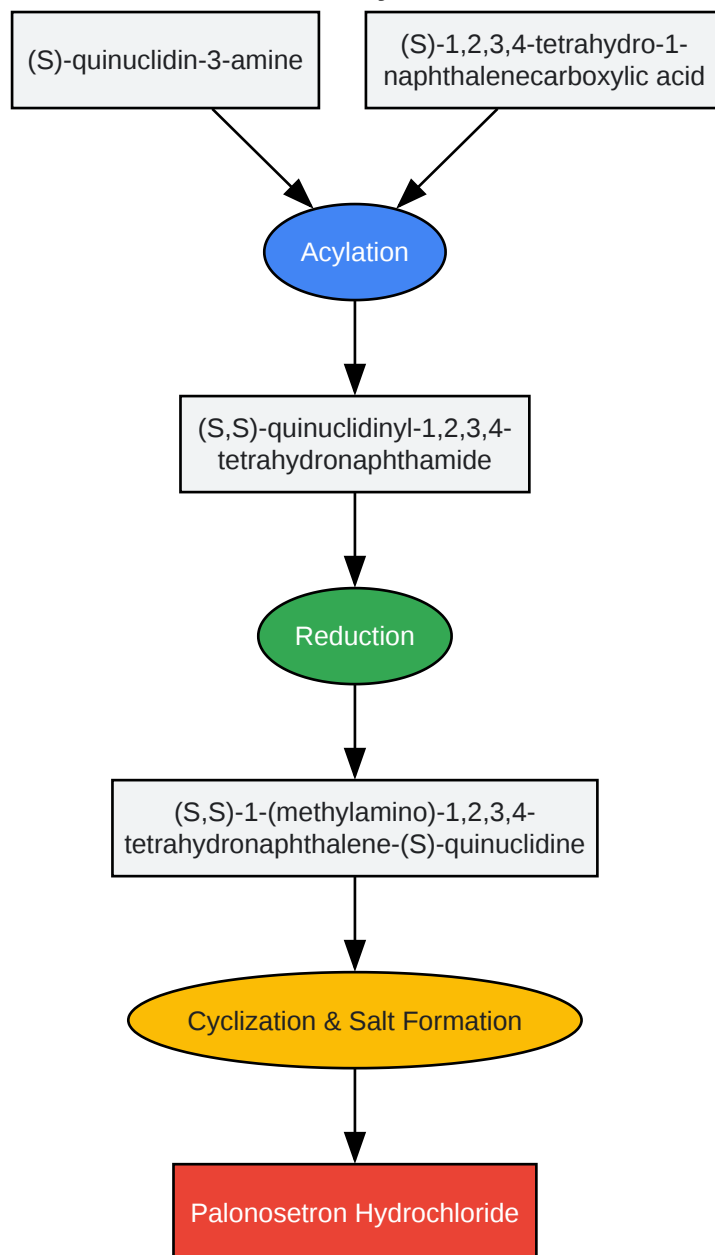 (S)-quinuclidin-3-amine
(S)-1,2,3,4-tetrahydro-1-
naphthalenecarboxylic acid
Acylation
(S,S)-quinuclidinyl-1,2,3,4-
tetrahydronaphthamide
Reduction
(S,S)-1-(methylamino)-1,2,3,4-
tetrahydronaphthalene-(S)-quinuclidine
Cyclization & Salt Formation
Palonosetron Hydrochloride